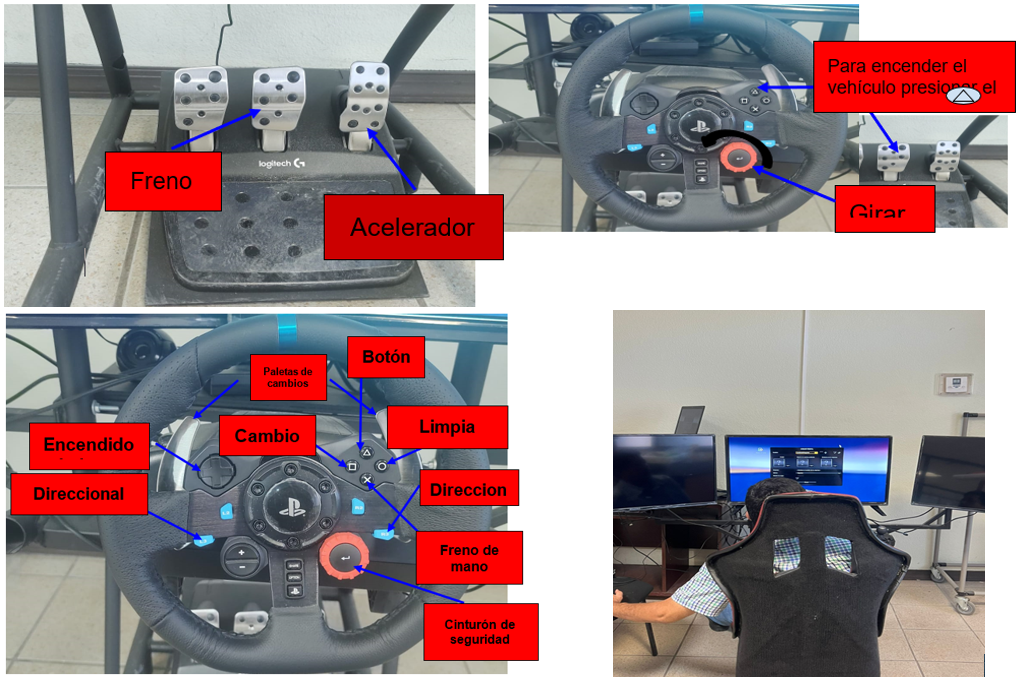 Freno
Acelerador
logitech G
Para encender el
vehículo presionar el
Girar
Paletas de
cambios
Botón
Encendido
Cambio
Limpia
Direccional
Direccion
Freno de
mano
Cinturón de
seguridad